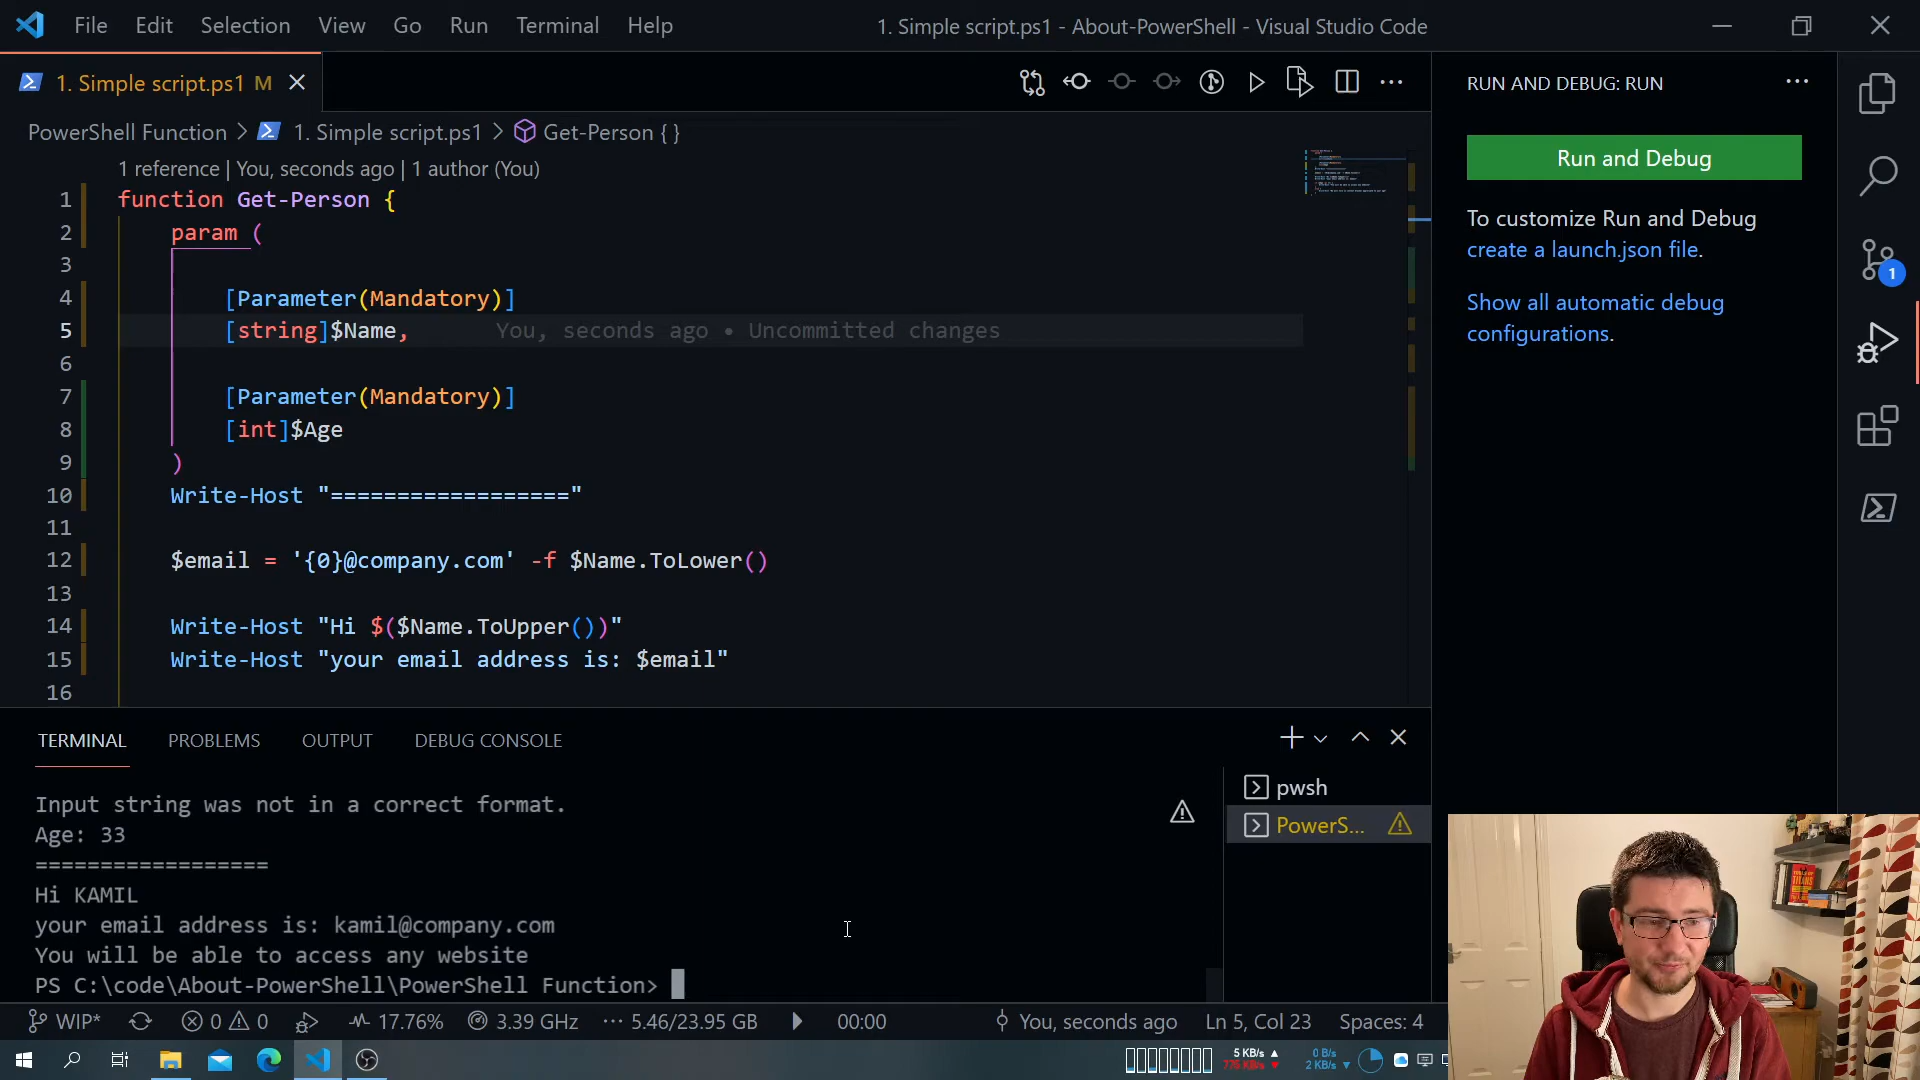 File Edit Selection View Go Run Terminal Help
1. Simple script.ps1 - About-PowerShell - Visual Studio Code
1. Simple script.ps1 M
PowerShell Function > 1. Simple script.ps1 > Get-Person { }
1 reference | You, seconds ago | 1 author (You)
1 function Get-Person {
2 param (
3
4 [Parameter(Mandatory)]
5 [string]$Name, You, seconds ago • Uncommitted changes
6
7 [Parameter(Mandatory)]
8 [int]$Age
9 )
10 Write-Host "=================="
11
12 $email = '{0}@company.com' -f $Name.ToLower()
13
14 Write-Host "Hi $($Name.ToUpper())"
15 Write-Host "your email address is: $email"
16
RUN AND DEBUG: RUN
Run and Debug
To customize Run and Debug
create a launch.json file.
Show all automatic debug
configurations.
1
TERMINAL PROBLEMS OUTPUT DEBUG CONSOLE
Input string was not in a correct format.
Age: 33
==================
Hi KAMIL
your email address is: kamil@company.com
You will be able to access any website
PS C:\code\About-PowerShell\PowerShell Function>
pwsh
PowerS...
WIP* 0 0 17.76% 3.39 GHz 5.46/23.95 GB 00:00 You, seconds ago Ln 5, Col 23 Spaces: 4
5 KB/s 0 B/s
2 KB/s